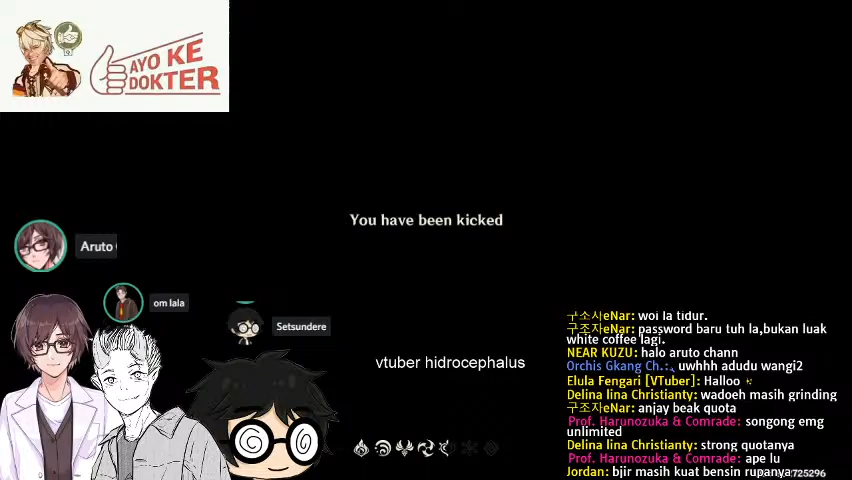 AYO KE
DOKTER
You have been kicked
Aruto
om lala
Setsundere
vtuber hidrocephalus
구조자eNar: woi la tidur.
구조자eNar: password baru tuh la,bukan luak
white coffee lagi.
NEAR KUZU: halo aruto chann
Orchis Gkang Ch.: uwhhh adudu wangi2
Elula Fengari [VTuber]: Halloo
Delina lina Christianty: wadoeh masih grinding
구조자eNar: anjay beak quota
Prof. Harunozuka & Comrade: songong emg
unlimited
Delina lina Christianty: strong quotanya
Prof. Harunozuka & Comrade: ape lu
Jordan: bjir masih kuat bensin rupanya
725296